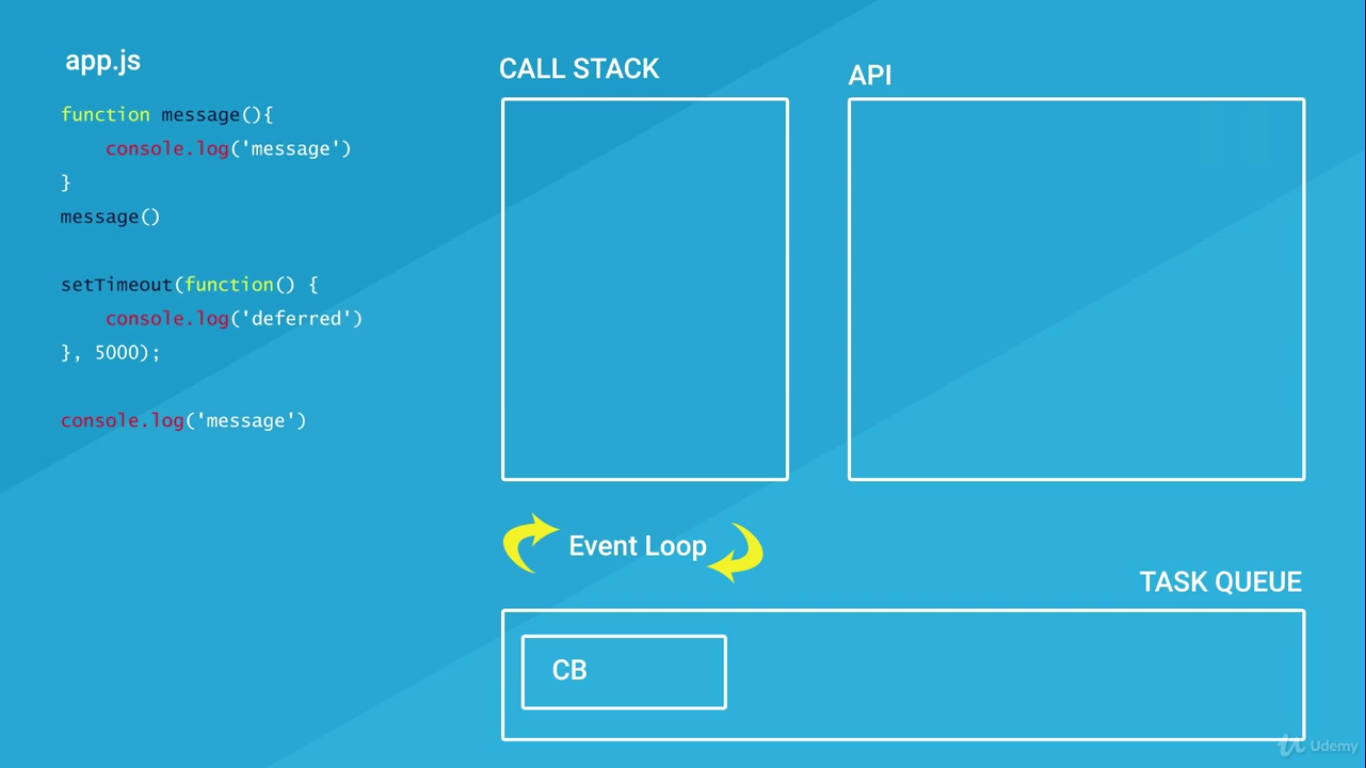 app.js
function message(){
    console.log('message')
}
message()
setTimeout(function() {
    console.log('deferred')
}, 5000);
console.log('message')
CALL STACK
API
Event Loop
TASK QUEUE
CB
Udemy